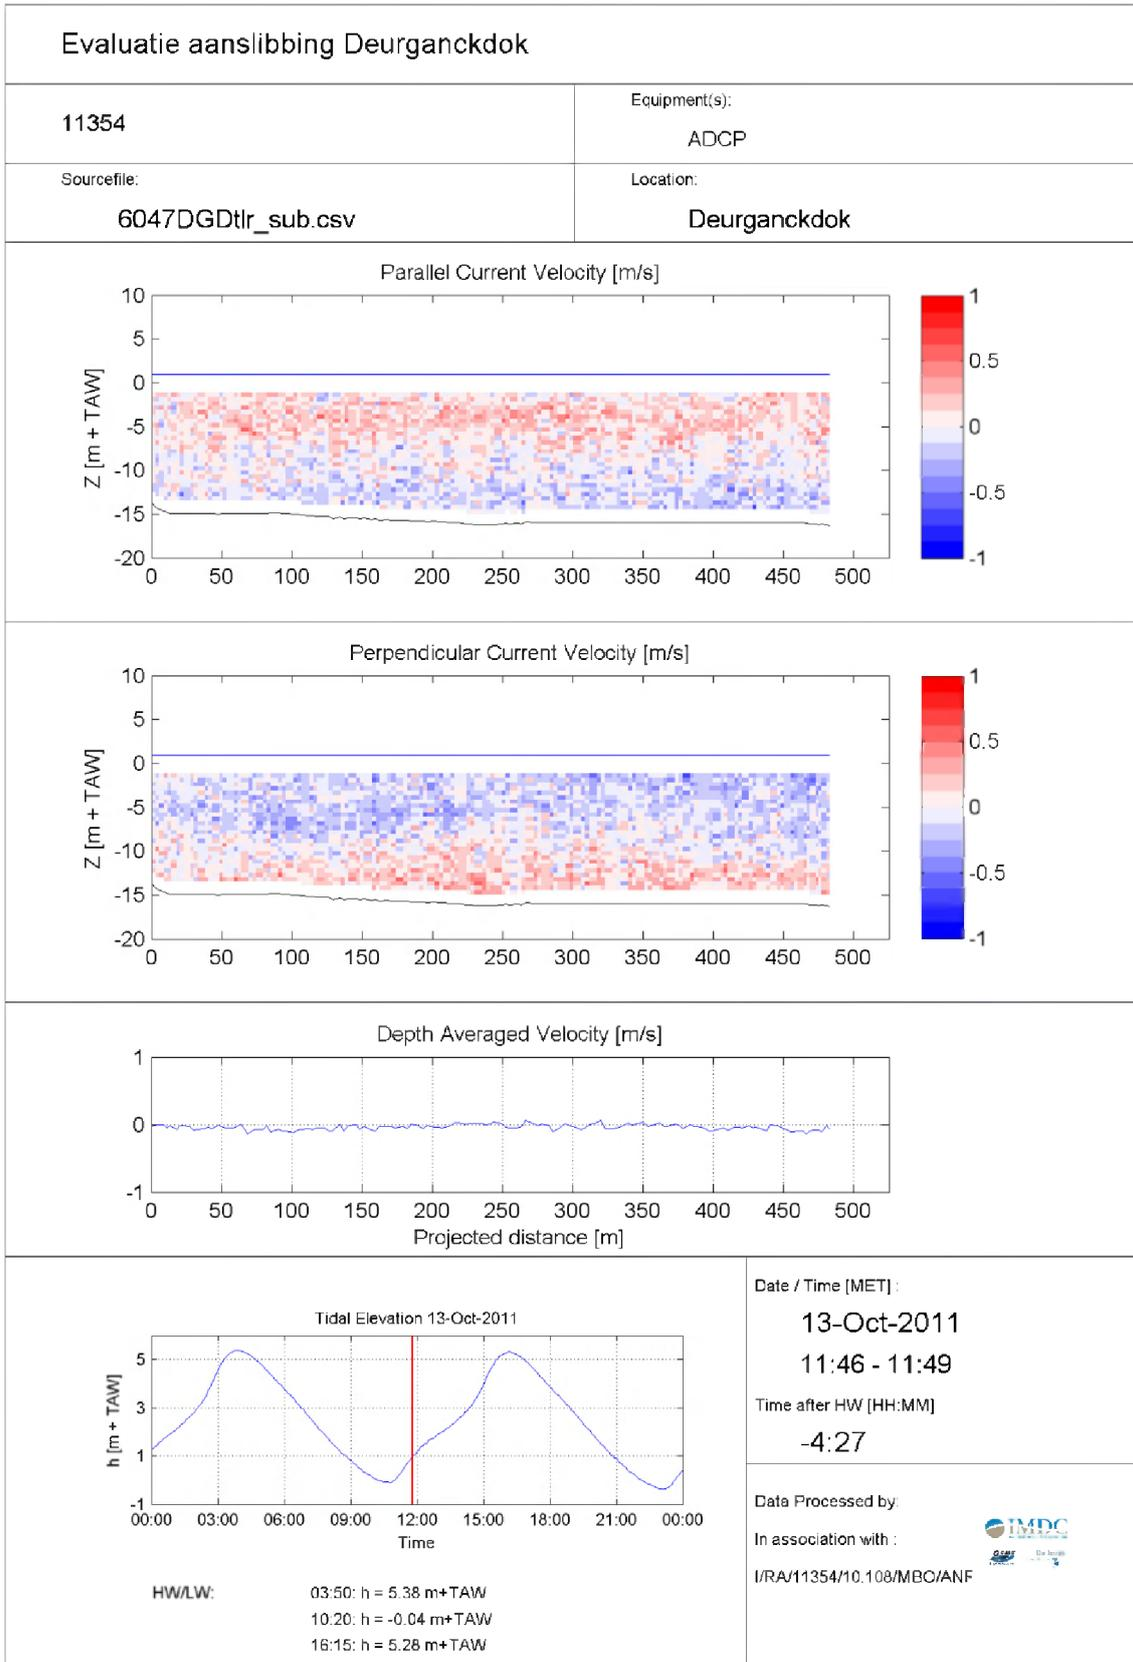 Evaluatie aanslibbing Deurganckdok
11354
Equipment(s):
ADCP
Sourcefile:
6047DGDtlr_sub.csv
Location:
Deurganckdok
Parallel Current Velocity [m/s]
Z [m + TAW]
10
5
0
-5
-10
-15
-20
0 50 100 150 200 250 300 350 400 450 500
1
0.5
0
-0.5
-1
Perpendicular Current Velocity [m/s]
Z [m + TAW]
10
5
0
-5
-10
-15
-20
0 50 100 150 200 250 300 350 400 450 500
1
0.5
0
-0.5
-1
Depth Averaged Velocity [m/s]
1
0
-1
0 50 100 150 200 250 300 350 400 450 500
Projected distance [m]
Tidal Elevation 13-Oct-2011
h [m + TAW]
5
3
1
-1
00:00 03:00 06:00 09:00 12:00 15:00 18:00 21:00 00:00
Time
HW/LW:
03:50: h = 5.38 m+TAW
10:20: h = -0.04 m+TAW
16:15: h = 5.28 m+TAW
Date / Time [MET] :
13-Oct-2011
11:46 - 11:49
Time after HW [HH:MM]
-4:27
Data Processed by:
IMDC
In association with :
I/RA/11354/10.108/MBO/ANF